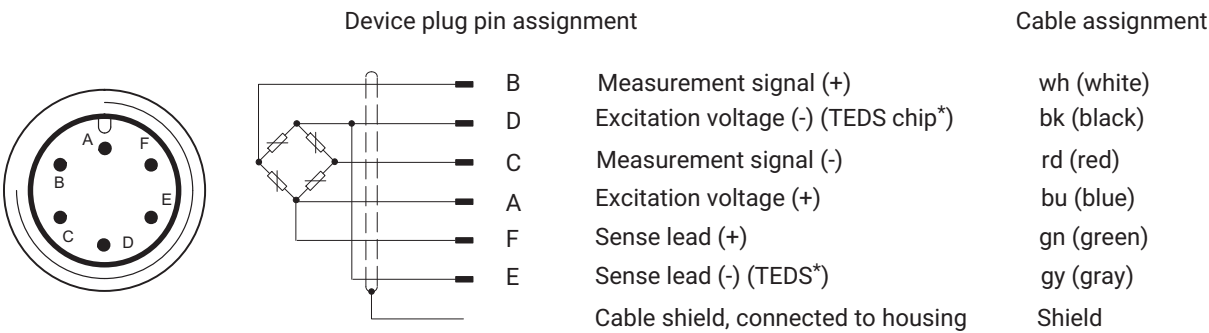 Device plug pin assignment Cable assignment
B Measurement signal (+) wh (white)
D Excitation voltage (-) (TEDS chip*) bk (black)
C Measurement signal (-) rd (red)
A Excitation voltage (+) bu (blue)
F Sense lead (+) gn (green)
E Sense lead (-) (TEDS*) gy (gray)
Cable shield, connected to housing Shield
A F
B
E
C D